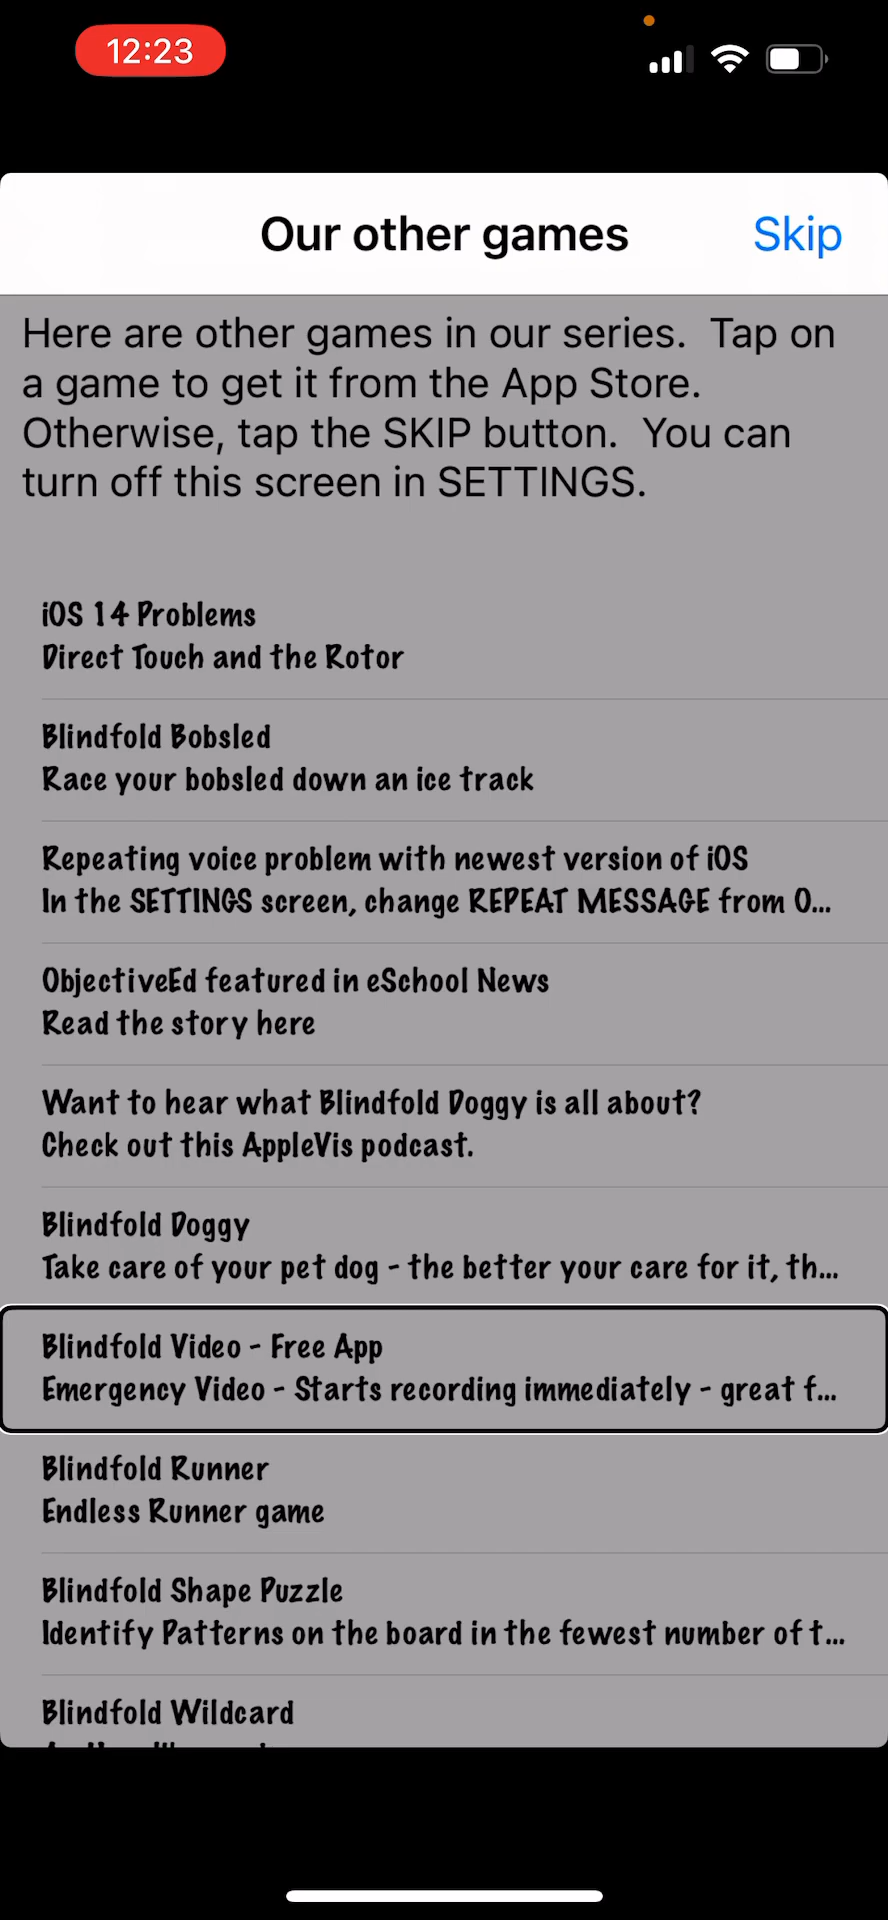 12:23
Our other games
Skip
Here are other games in our series.  Tap on
a game to get it from the App Store.
Otherwise, tap the SKIP button.  You can
turn off this screen in SETTINGS.
iOS 14 Problems
Direct Touch and the Rotor
Blindfold Bobsled
Race your bobsled down an ice track
Repeating voice problem with newest version of iOS
In the SETTINGS screen, change REPEAT MESSAGE from 0...
ObjectiveEd featured in eSchool News
Read the story here
Want to hear what Blindfold Doggy is all about?
Check out this AppleVis podcast.
Blindfold Doggy
Take care of your pet dog - the better your care for it, th...
Blindfold Video - Free App
Emergency Video - Starts recording immediately - great f...
Blindfold Runner
Endless Runner game
Blindfold Shape Puzzle
Identify Patterns on the board in the fewest number of t...
Blindfold Wildcard